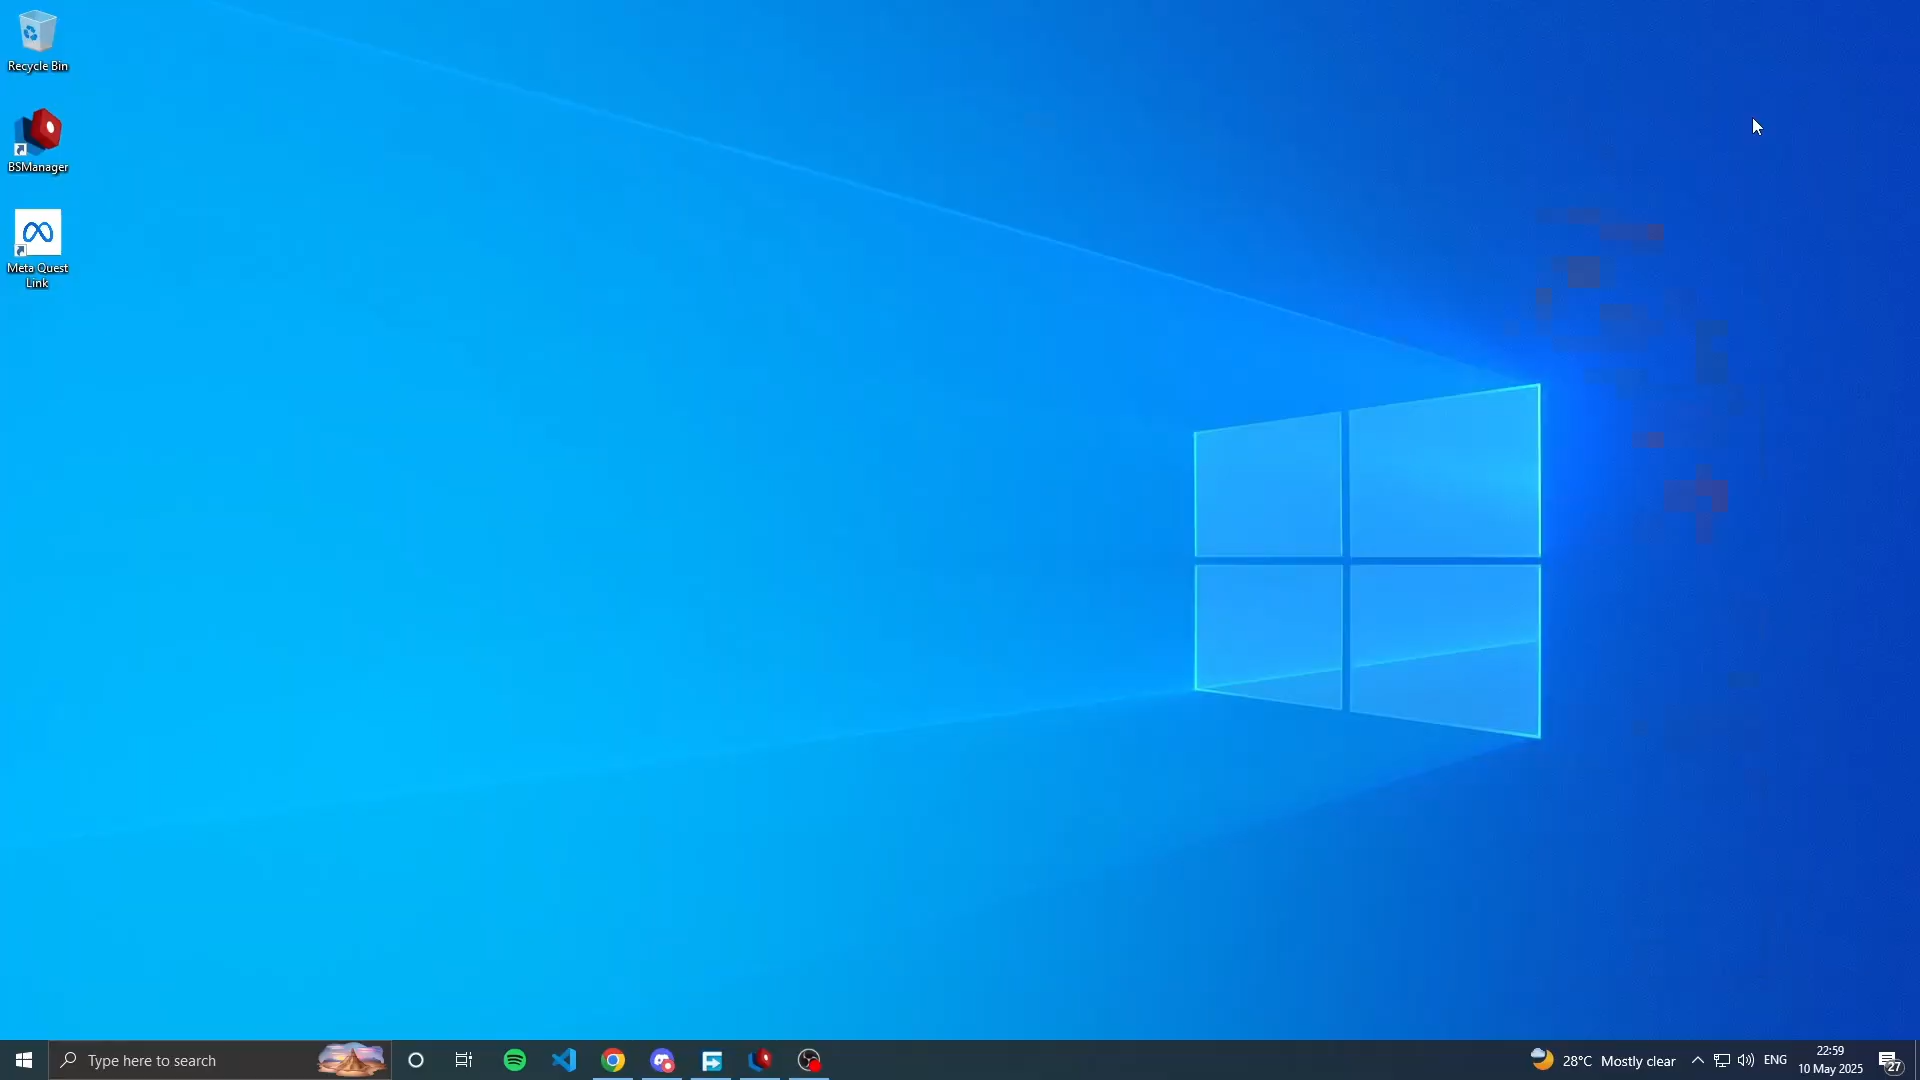 Recycle Bin
BSManager
Meta Quest
Link
Type here to search
28°C Mostly clear
ENG
22:59
10 May 2025
27